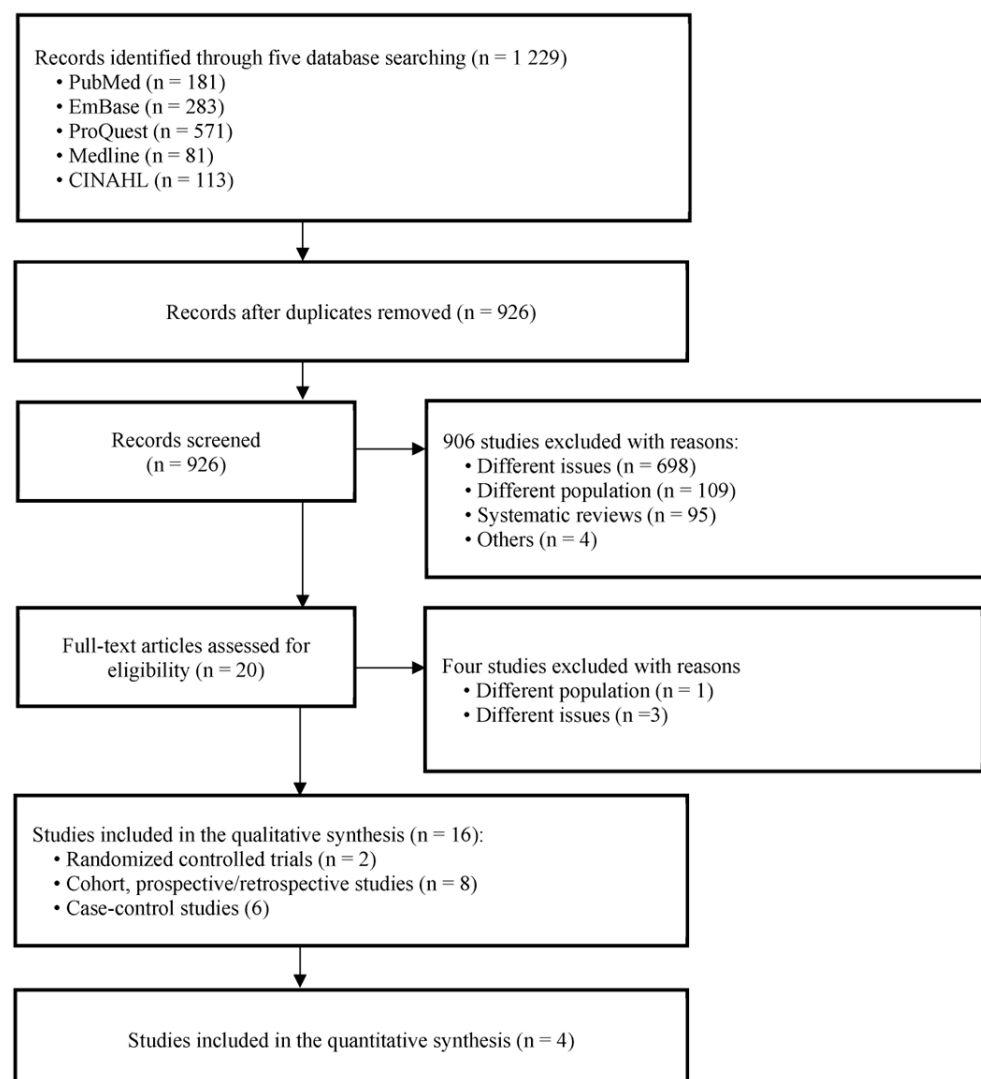 Records identified through five database searching (n = 1 229)
• PubMed (n = 181)
• EmBase (n = 283)
• ProQuest (n = 571)
• Medline (n = 81)
• CINAHL (n = 113)
Records after duplicates removed (n = 926)
Records screened
(n = 926)
906 studies excluded with reasons:
• Different issues (n = 698)
• Different population (n = 109)
• Systematic reviews (n = 95)
• Others (n = 4)
Full-text articles assessed for
eligibility (n = 20)
Four studies excluded with reasons
• Different population (n = 1)
• Different issues (n =3)
Studies included in the qualitative synthesis (n = 16):
• Randomized controlled trials (n = 2)
• Cohort, prospective/retrospective studies (n = 8)
• Case-control studies (6)
Studies included in the quantitative synthesis (n = 4)